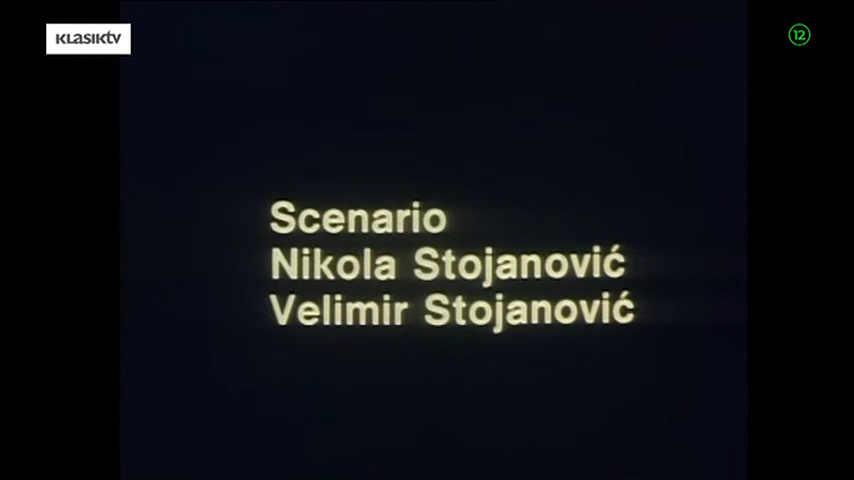 KLASIKTV
12
Scenario
Nikola Stojanović
Velimir Stojanović